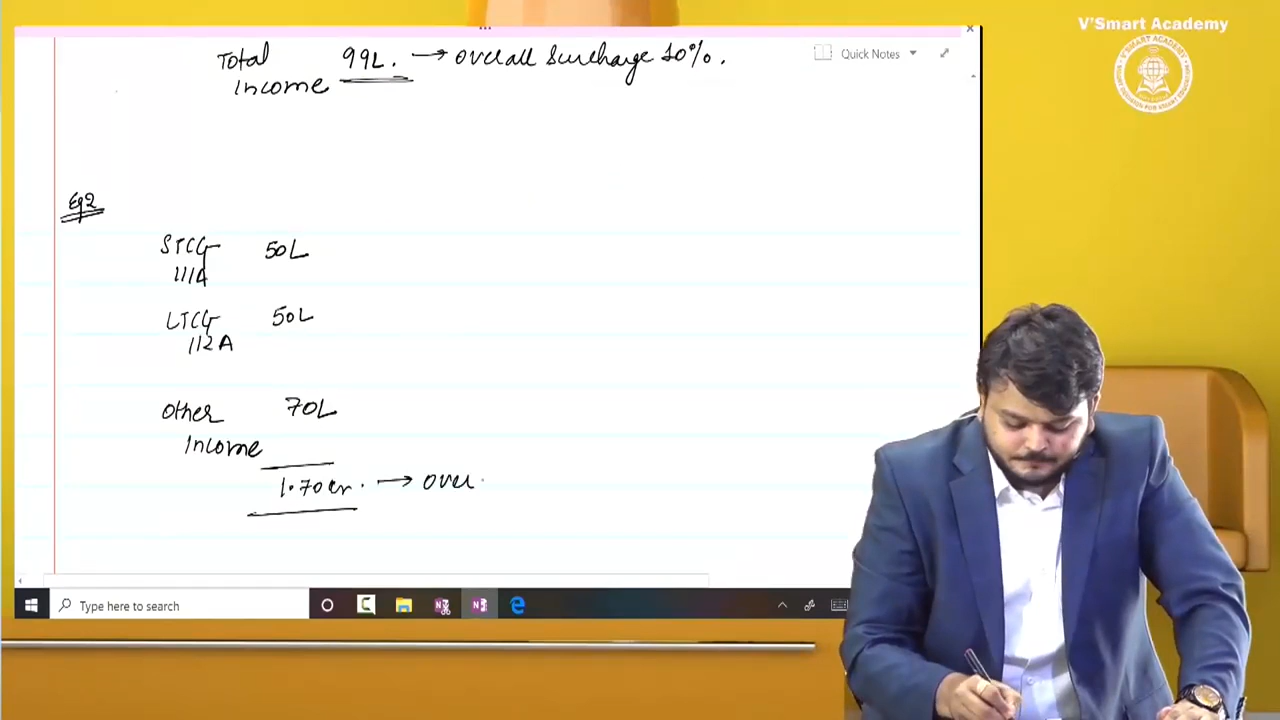 V'Smart Academy
Total 99L. → overall Surcharge 10%.
Income
Quick Notes
Eg2
STCG 50L
111A
LTCG 50L
112A
Other 70L
Income
1.70cr. → over
Type here to search